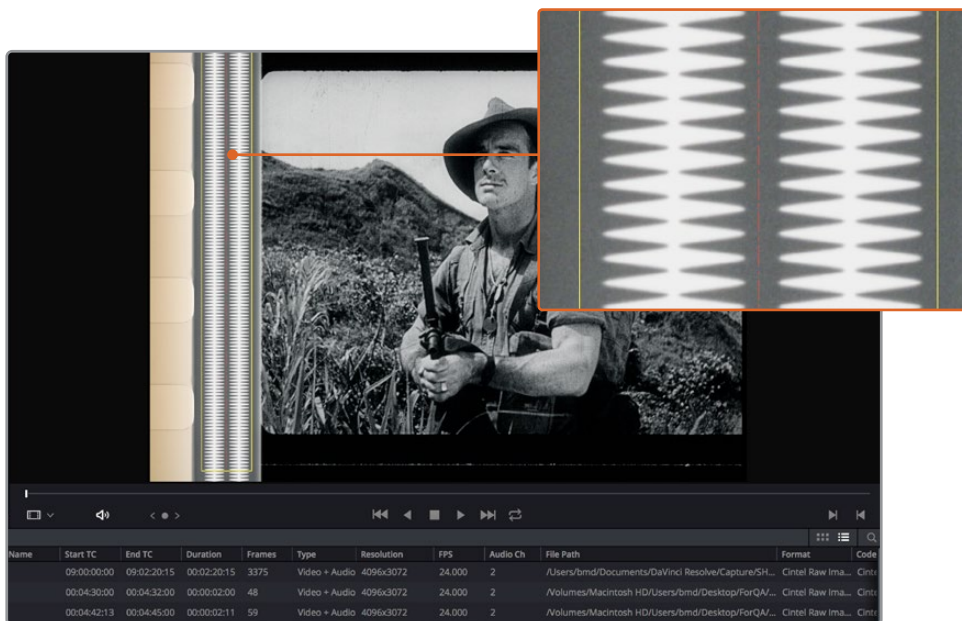 Name Start TC End TC Duration Frames Type Resolution FPS Audio Ch File Path Format Code
09:00:00:00 09:02:20:15 00:02:20:15 3375 Video + Audio 4096x3072 24.000 2 /Users/bmd/Documents/DaVinci Resolve/Capture/SH... Cintel Raw Ima... Cinte
00:04:30:00 00:04:32:00 00:00:02:00 48 Video + Audio 4096x3072 24.000 2 /Volumes/Macintosh HD/Users/bmd/Desktop/ForQA/... Cintel Raw Ima... Cinte
00:04:42:13 00:04:45:00 00:00:02:11 59 Video + Audio 4096x3072 24.000 2 /Volumes/Macintosh HD/Users/bmd/Desktop/ForQA/... Cintel Raw Ima... Cinte